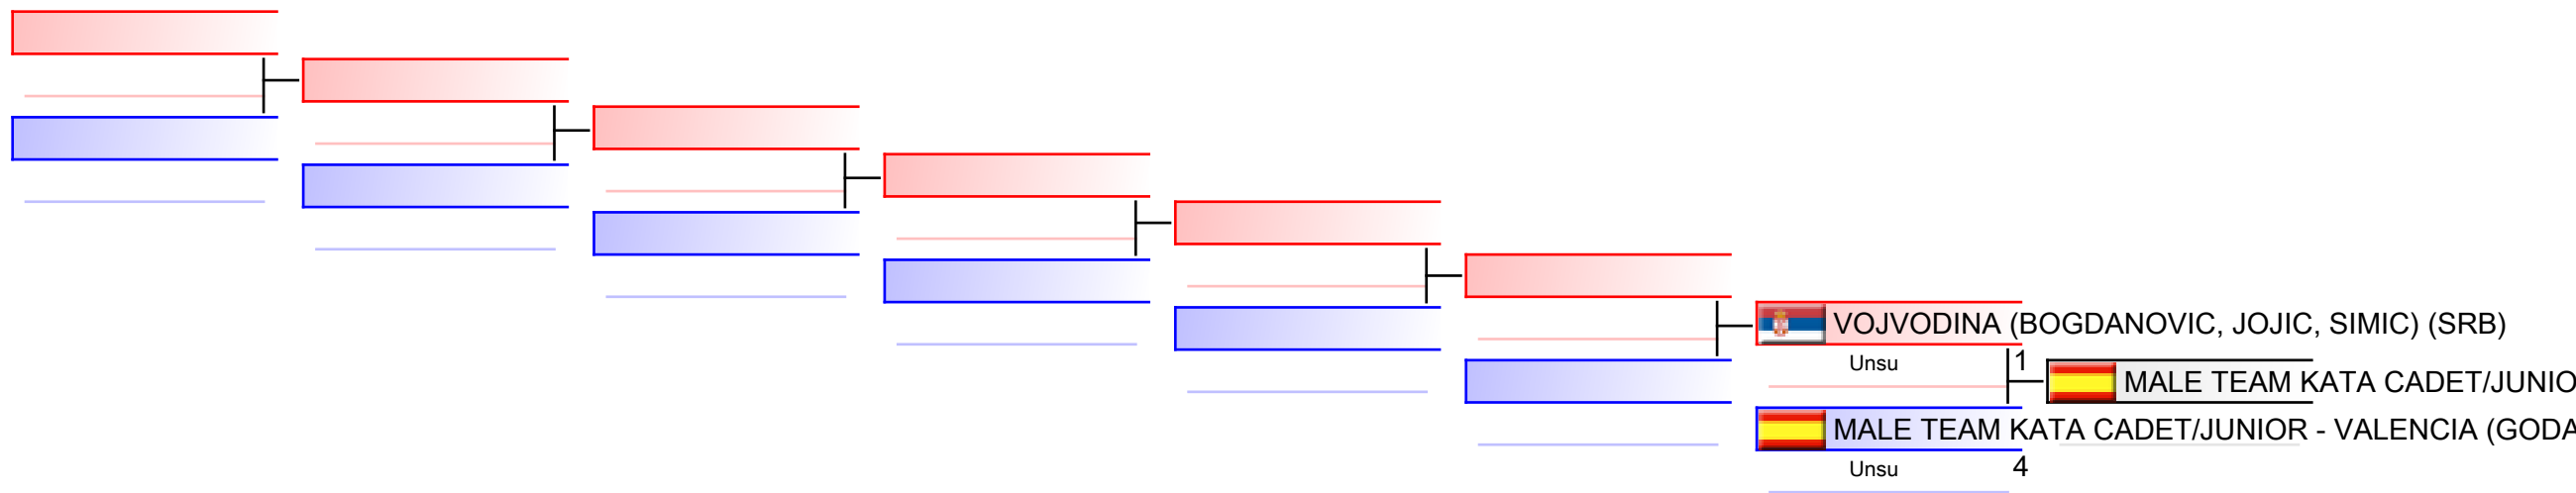 VOJVODINA (BOGDANOVIC, JOJIC, SIMIC) (SRB)
Unsu
1
MALE TEAM KATA CADET/JUNIO
MALE TEAM KATA CADET/JUNIOR - VALENCIA (GODA
Unsu
4